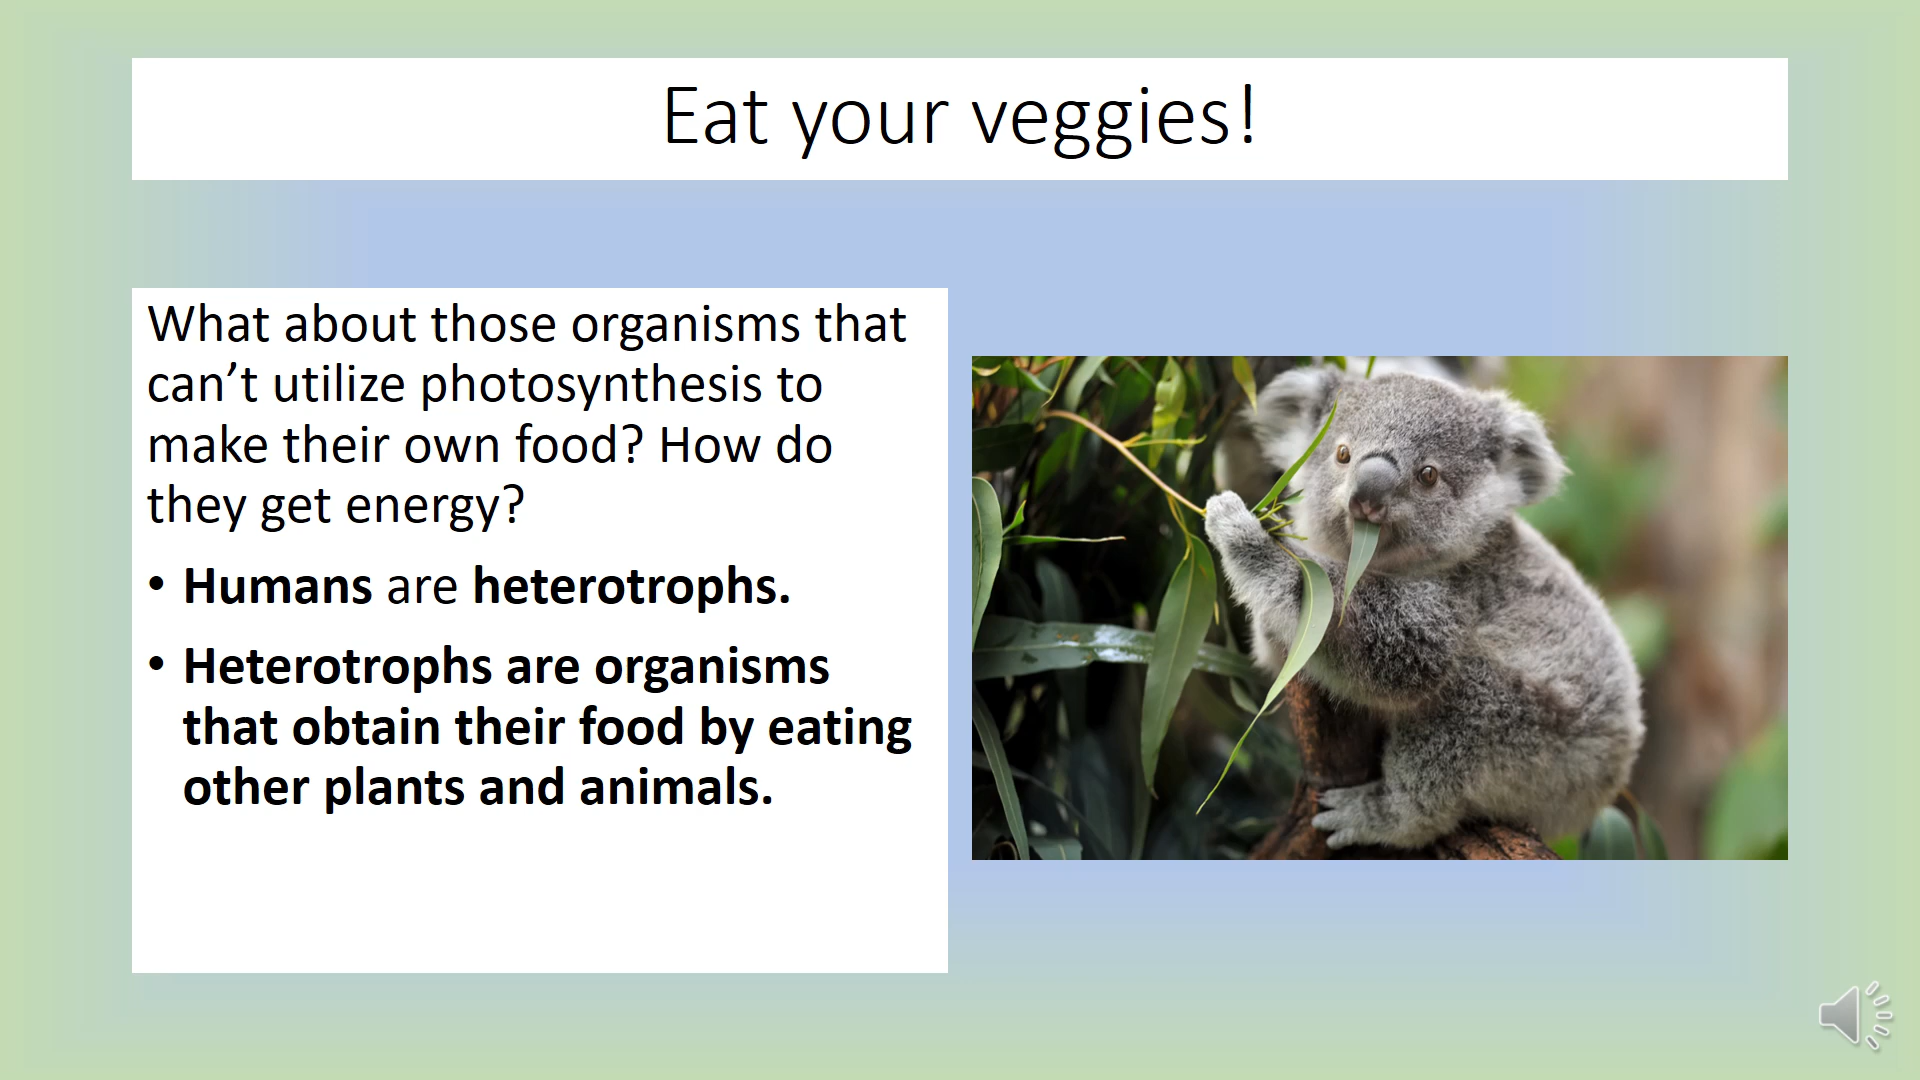 Eat your veggies!
What about those organisms that
can’t utilize photosynthesis to
make their own food? How do
they get energy?
• Humans are heterotrophs.
• Heterotrophs are organisms
that obtain their food by eating
other plants and animals.